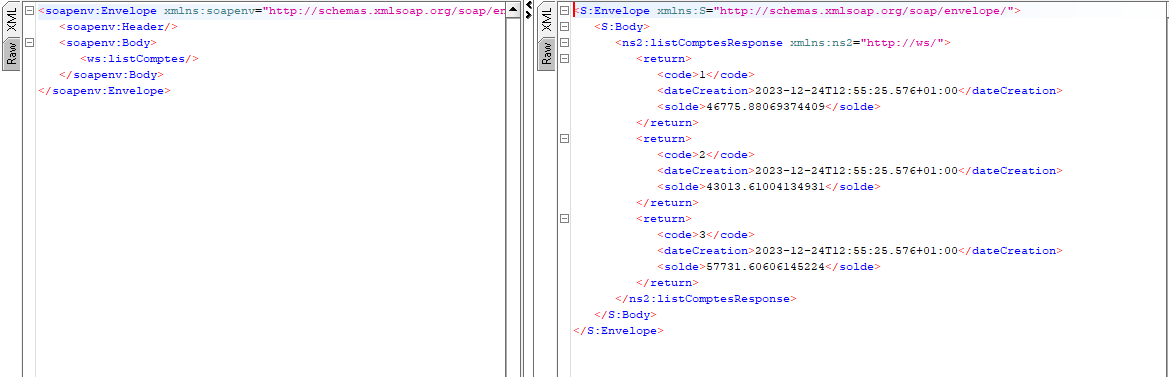 XML
Raw
<soapenv:Envelope xmlns:soapenv="http://schemas.xmlsoap.org/soap/en
<soapenv:Header/>
<soapenv:Body>
<ws:listComptes/>
</soapenv:Body>
</soapenv:Envelope>
XML
Raw
<S:Envelope xmlns:S="http://schemas.xmlsoap.org/soap/envelope/">
<S:Body>
<ns2:listComptesResponse xmlns:ns2="http://ws/">
<return>
<code>1</code>
<dateCreation>2023-12-24T12:55:25.576+01:00</dateCreation>
<solde>46775.88069374409</solde>
</return>
<return>
<code>2</code>
<dateCreation>2023-12-24T12:55:25.576+01:00</dateCreation>
<solde>43013.61004134931</solde>
</return>
<return>
<code>3</code>
<dateCreation>2023-12-24T12:55:25.576+01:00</dateCreation>
<solde>57731.60606145224</solde>
</return>
</ns2:listComptesResponse>
</S:Body>
</S:Envelope>